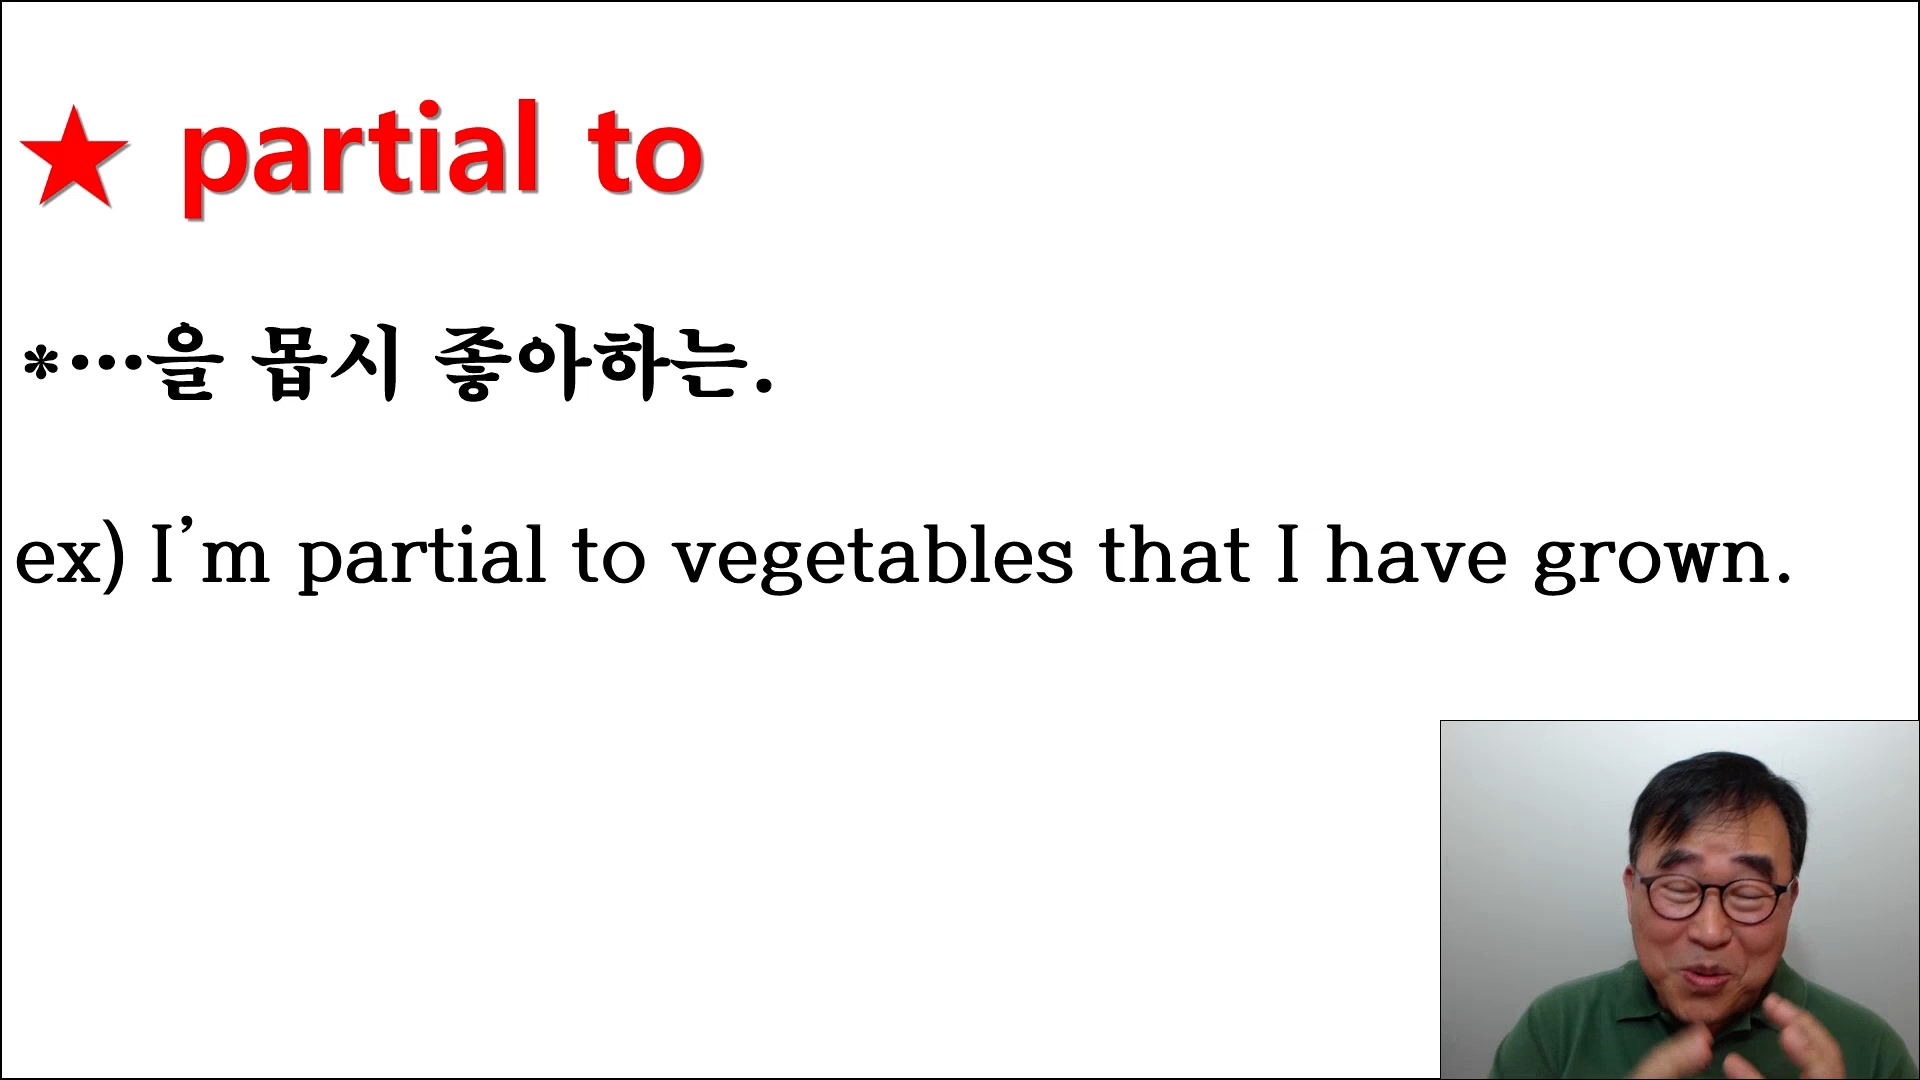 ★ partial to
*…을 몹시 좋아하는.
ex) I’m partial to vegetables that I have grown.